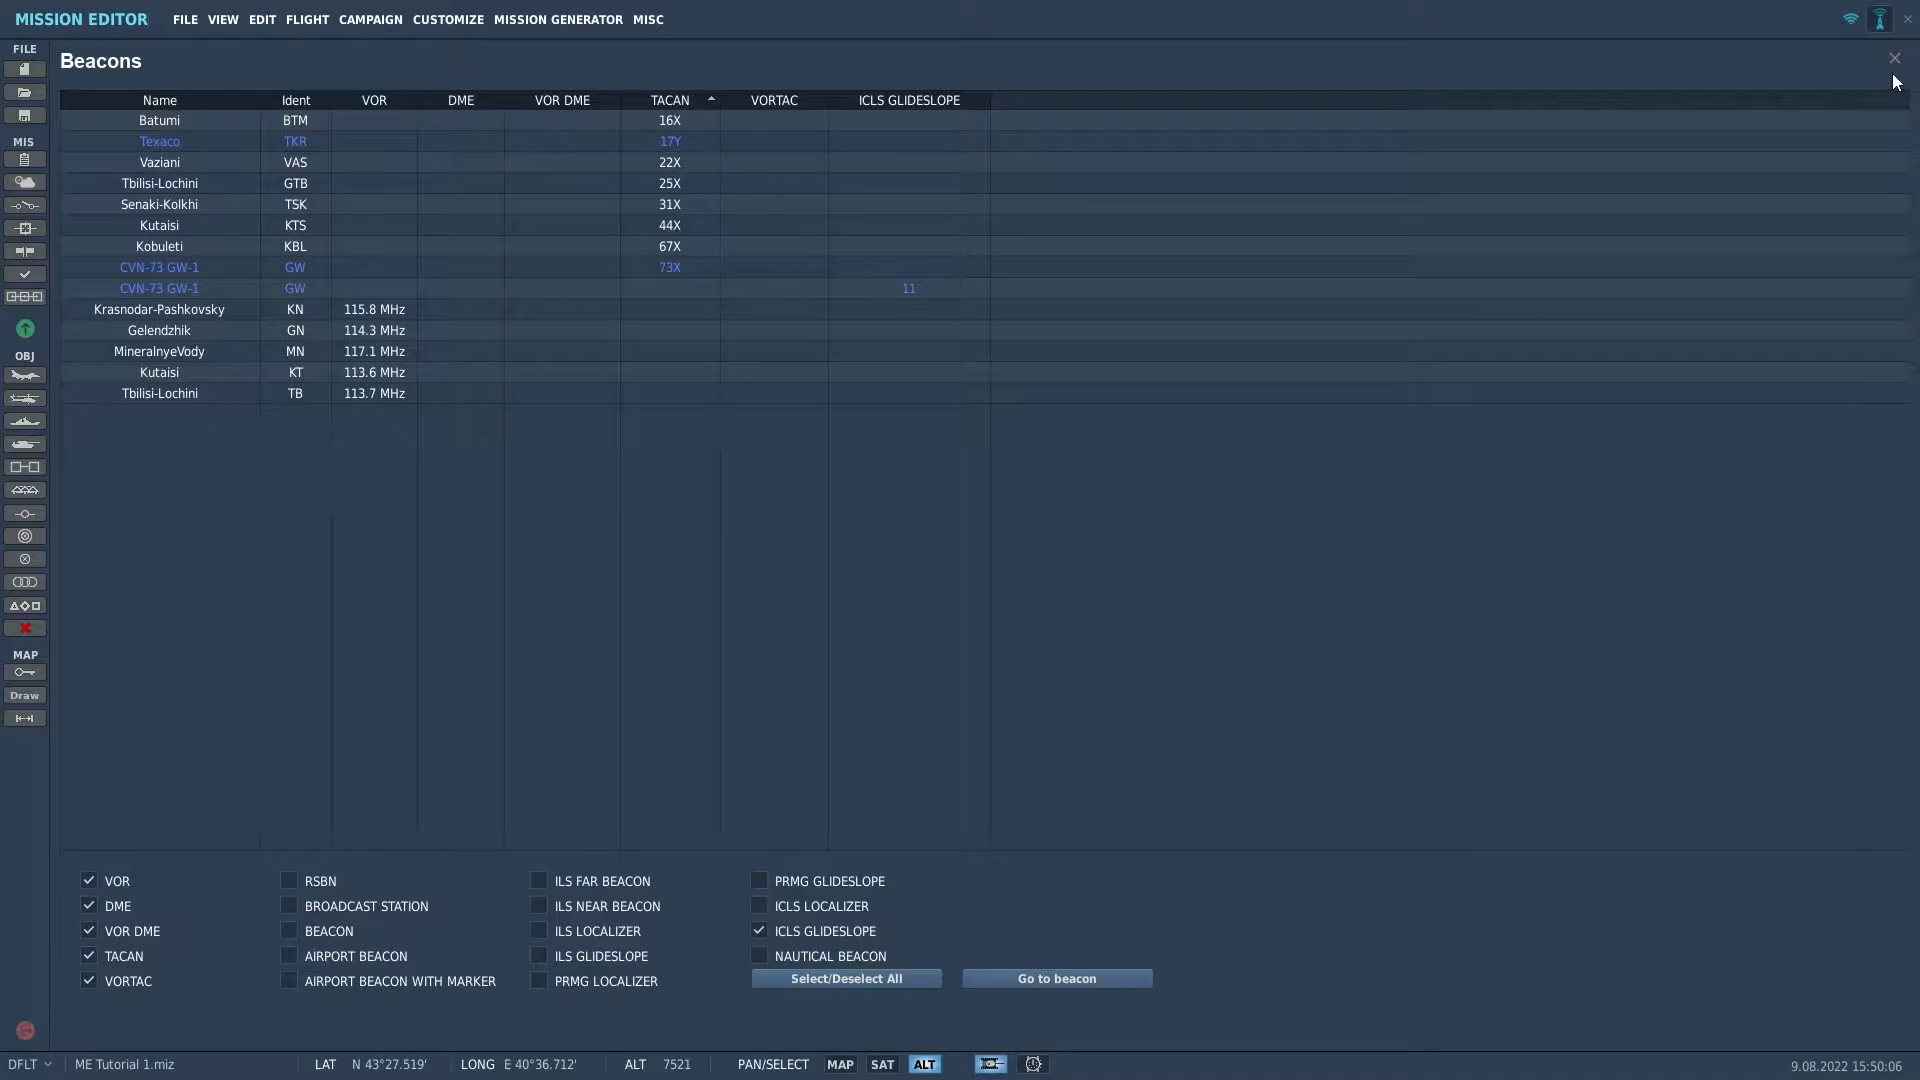 MISSION EDITOR FILE VIEW EDIT FLIGHT CAMPAIGN CUSTOMIZE MISSION GENERATOR MISC
FILE
Beacons
Name Ident VOR DME VOR DME TACAN VORTAC ICLS GLIDESLOPE
Batumi BTM 16X
Texaco TKR 17Y
MIS
Vaziani VAS 22X
Tbilisi-Lochini GTB 25X
Senaki-Kolkhi TSK 31X
Kutaisi KTS 44X
Kobuleti KBL 67X
CVN-73 GW-1 GW 73X
CVN-73 GW-1 GW 11
Krasnodar-Pashkovsky KN 115.8 MHz
Gelendzhik GN 114.3 MHz
MineralnyeVody MN 117.1 MHz
OBJ
Kutaisi KT 113.6 MHz
Tbilisi-Lochini TB 113.7 MHz
MAP
Draw
VOR RSBN ILS FAR BEACON PRMG GLIDESLOPE
DME BROADCAST STATION ILS NEAR BEACON ICLS LOCALIZER
VOR DME BEACON ILS LOCALIZER ICLS GLIDESLOPE
TACAN AIRPORT BEACON ILS GLIDESLOPE NAUTICAL BEACON
VORTAC AIRPORT BEACON WITH MARKER PRMG LOCALIZER Select/Deselect All Go to beacon
DFLT ME Tutorial 1.miz LAT N 43°27.519' LONG E 40°36.712' ALT 7521 PAN/SELECT MAP SAT ALT 9.08.2022 15:50:06